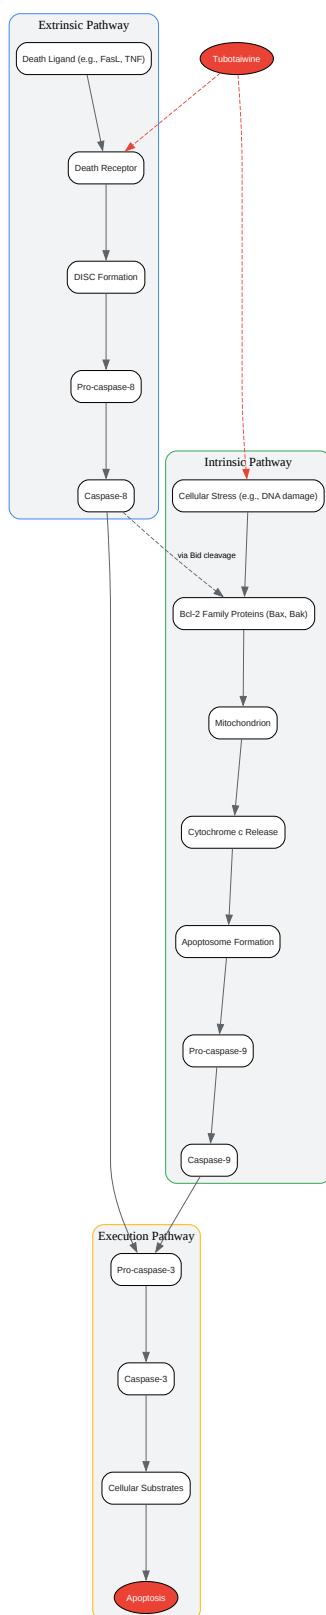 Extrinsic Pathway
Death Ligand (e.g., FasL, TNF)
Tubotaiwine
Death Receptor
DISC Formation
Pro-caspase-8
Caspase-8
Intrinsic Pathway
Cellular Stress (e.g., DNA damage)
via Bid cleavage
Bcl-2 Family Proteins (Bax, Bak)
Mitochondrion
Cytochrome c Release
Apoptosome Formation
Pro-caspase-9
Caspase-9
Execution Pathway
Pro-caspase-3
Caspase-3
Cellular Substrates
Apoptosis